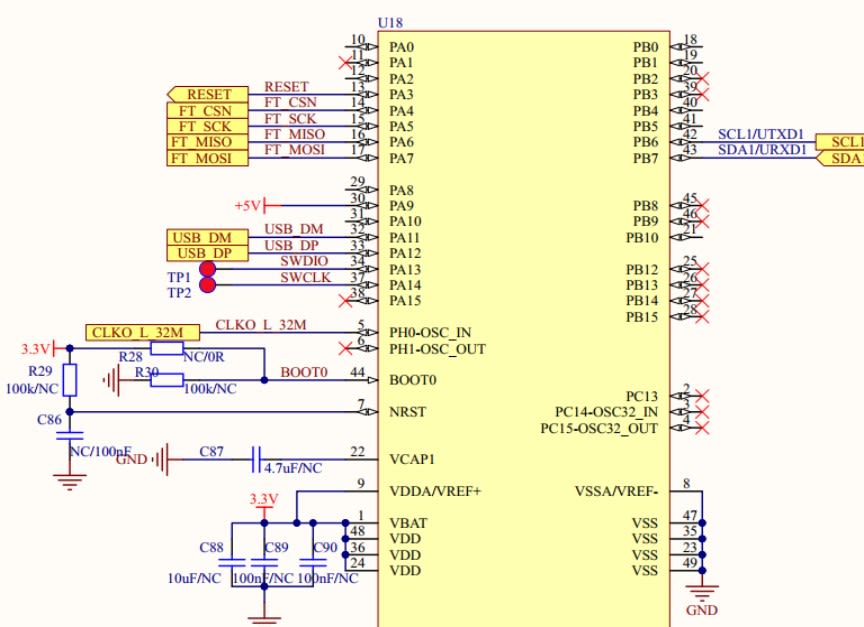 U18
10 PA0 PB0 18
11 PA1 PB1 19
12 PA2 PB2 20
RESET RESET 13 PA3 PB3 39
FT_CSN FT_CSN 14 PA4 PB4 40
FT_SCK FT_SCK 15 PA5 PB5 41
FT_MISO FT_MISO 16 PA6 PB6 42 SCL1/UTXD1 SCL1
FT_MOSI FT_MOSI 17 PA7 PB7 43 SDA1/URXD1 SDA1
29 PA8
+5V 30 PA9 PB8 45
31 PA10 PB9 46
USB_DM USB_DM 32 PA11 PB10 21
USB_DP USB_DP 33 PA12
TP1 SWDIO 34 PA13 PB12 25
TP2 SWCLK 37 PA14 PB13 26
38 PA15 PB14 27
PB15 28
CLKO_L_32M CLKO_L_32M 5 PH0-OSC_IN
3.3V R28 NC/0R 6 PH1-OSC_OUT
R29 100k/NC R30 100k/NC BOOT0 44 BOOT0
PC13 2
7 NRST PC14-OSC32_IN 3
C86 NC/100nF PC15-OSC32_OUT 4
GND C87 4.7uF/NC 22 VCAP1
9 VDDA/VREF+ VSSA/VREF- 8
3.3V
1 VBAT VSS 47
48 VDD VSS 35
36 VDD VSS 23
24 VDD VSS 49
C88 C89 C90
10uF/NC 100nF/NC 100nF/NC
GND